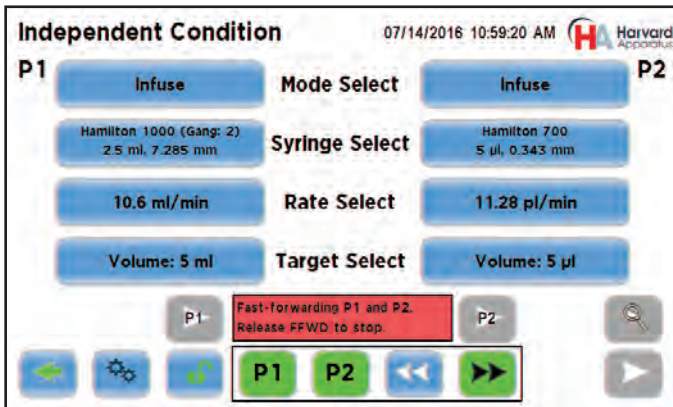 Independent Condition
07/14/2016 10:59:20 AM
HA Harvard
Apparatus
P1
P2
Infuse
Mode Select
Infuse
Hamilton 1000 (Gang: 2)
2.5 ml, 7.285 mm
Syringe Select
Hamilton 700
5 µl, 0.343 mm
10.6 ml/min
Rate Select
11.28 pl/min
Volume: 5 ml
Target Select
Volume: 5 µl
P1
Fast-forwarding P1 and P2.
Release FFWD to stop.
P2
P1
P2